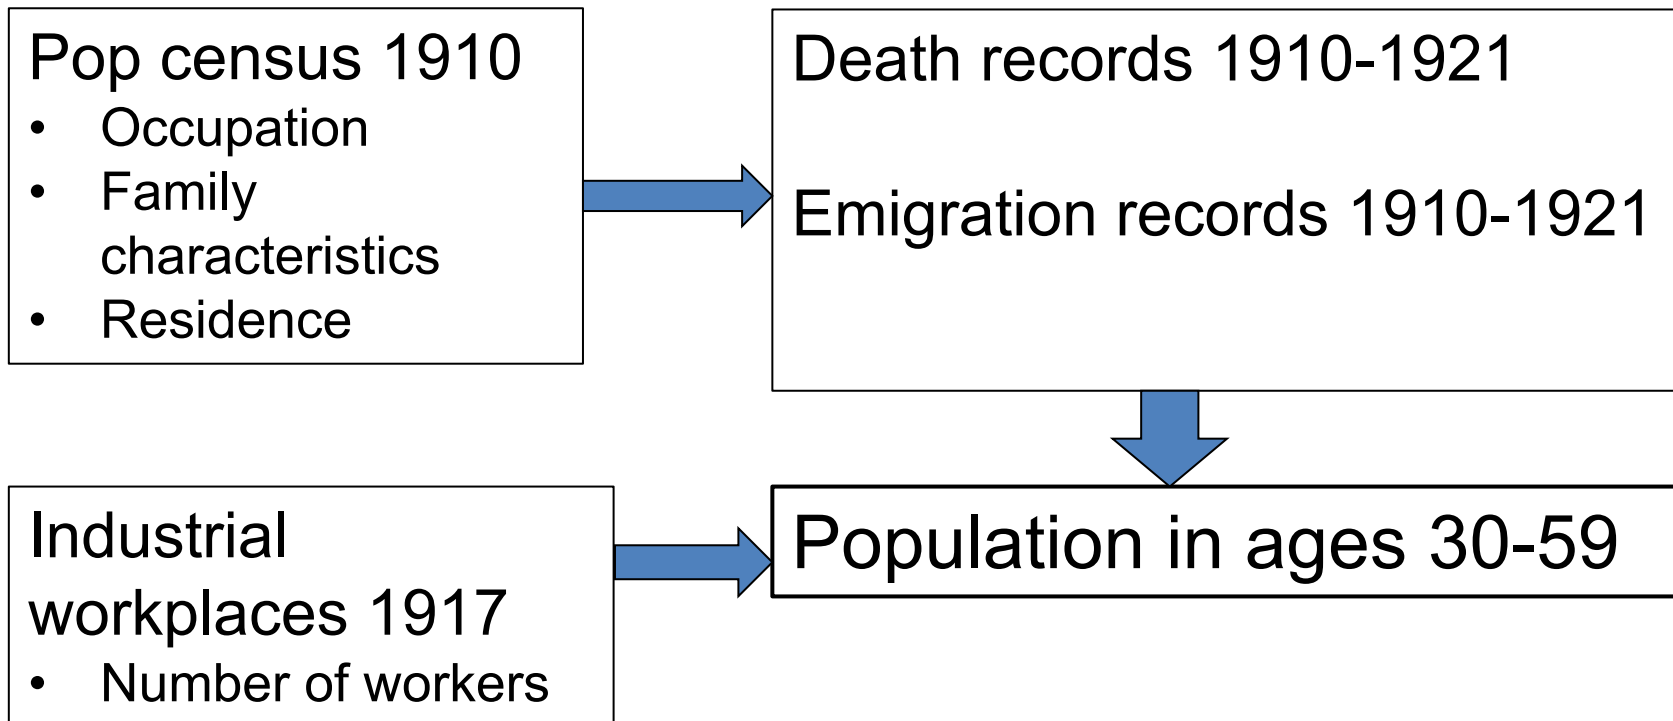 Pop census 1910
• Occupation
• Family
characteristics
• Residence
Death records 1910-1921
Emigration records 1910-1921
Industrial
workplaces 1917
• Number of workers
Population in ages 30-59